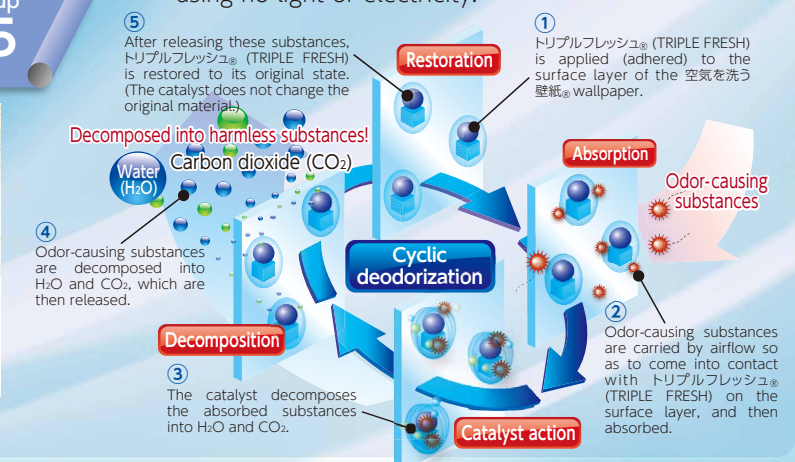 up
5
using no light or electricity.
⑤
After releasing these substances,
トリプルフレッシュ® (TRIPLE FRESH)
is restored to its original state.
(The catalyst does not change the
original material.)
Restoration
①
トリプルフレッシュ® (TRIPLE FRESH)
is applied (adhered) to the
surface layer of the 空気を洗う
壁紙® wallpaper.
Decomposed into harmless substances!
Water
(H2O)
Carbon dioxide (CO2)
Absorption
Odor-causing
substances
④
Odor-causing substances
are decomposed into
H2O and CO2, which are
then released.
Cyclic
deodorization
②
Odor-causing substances
are carried by airflow so
as to come into contact
with トリプルフレッシュ®
(TRIPLE FRESH) on the
surface layer, and then
absorbed.
Decomposition
③
The catalyst decomposes
the absorbed substances
into H2O and CO2.
Catalyst action